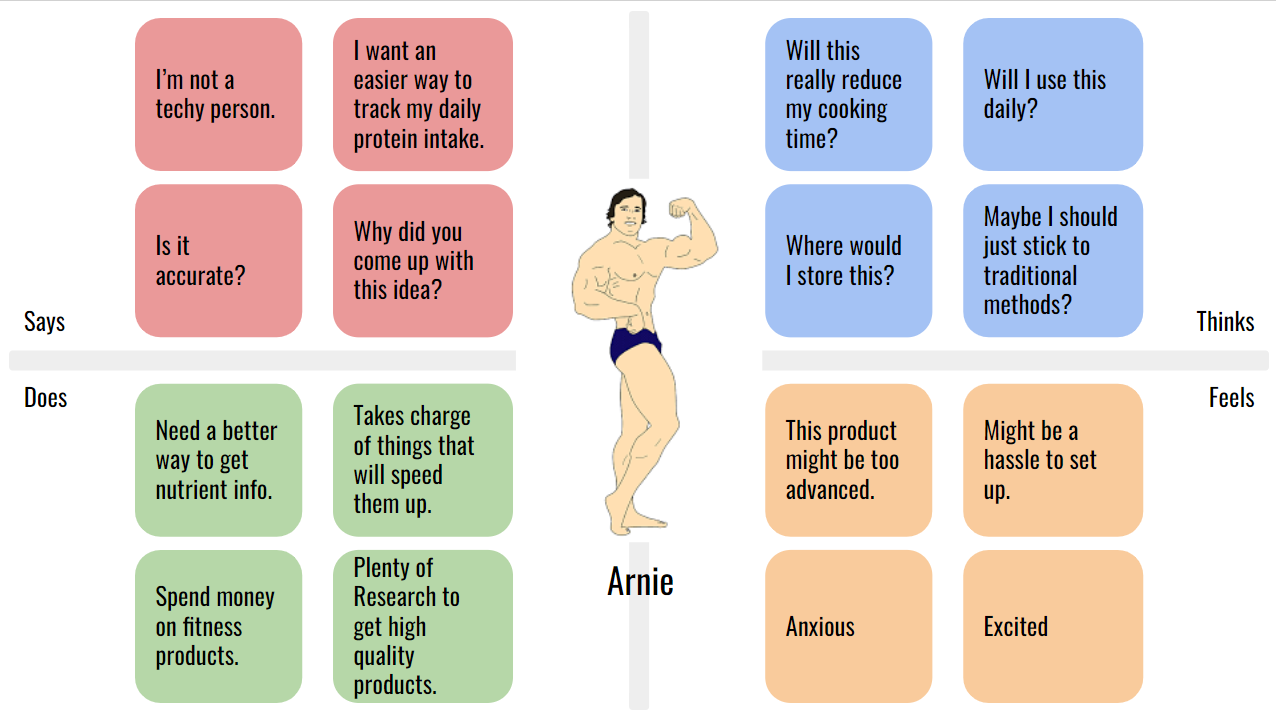 I'm not a
techy person.
I want an
easier way to
track my daily
protein intake.
Is it
accurate?
Why did you
come up with
this idea?
Says
Will this
really reduce
my cooking
time?
Will I use this
daily?
Where would
I store this?
Maybe I should
just stick to
traditional
methods?
Thinks
Does
Need a better
way to get
nutrient info.
Takes charge
of things that
will speed
them up.
Spend money
on fitness
products.
Plenty of
Research to
get high
quality
products.
Arnie
Feels
This product
might be too
advanced.
Might be a
hassle to set
up.
Anxious
Excited